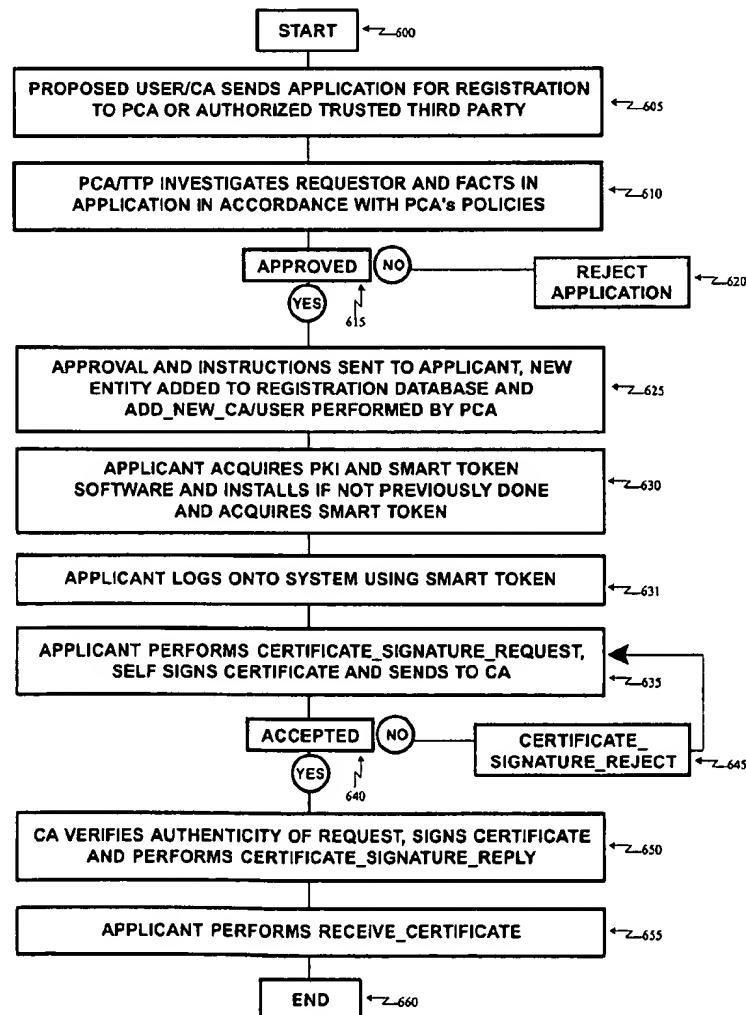 START
600
PROPOSED USER/CA SENDS APPLICATION FOR REGISTRATION
TO PCA OR AUTHORIZED TRUSTED THIRD PARTY
605
PCA/TTP INVESTIGATES REQUESTOR AND FACTS IN
APPLICATION IN ACCORDANCE WITH PCA's POLICIES
610
APPROVED
NO
REJECT
APPLICATION
620
YES
615
APPROVAL AND INSTRUCTIONS SENT TO APPLICANT, NEW
ENTITY ADDED TO REGISTRATION DATABASE AND
ADD_NEW_CA/USER PERFORMED BY PCA
625
APPLICANT ACQUIRES PKI AND SMART TOKEN
SOFTWARE AND INSTALLS IF NOT PREVIOUSLY DONE
AND ACQUIRES SMART TOKEN
630
APPLICANT LOGS ONTO SYSTEM USING SMART TOKEN
631
APPLICANT PERFORMS CERTIFICATE_SIGNATURE_REQUEST,
SELF SIGNS CERTIFICATE AND SENDS TO CA
635
ACCEPTED
NO
CERTIFICATE_
SIGNATURE_REJECT
645
YES
640
CA VERIFIES AUTHENTICITY OF REQUEST, SIGNS CERTIFICATE
AND PERFORMS CERTIFICATE_SIGNATURE_REPLY
650
APPLICANT PERFORMS RECEIVE_CERTIFICATE
655
END
660